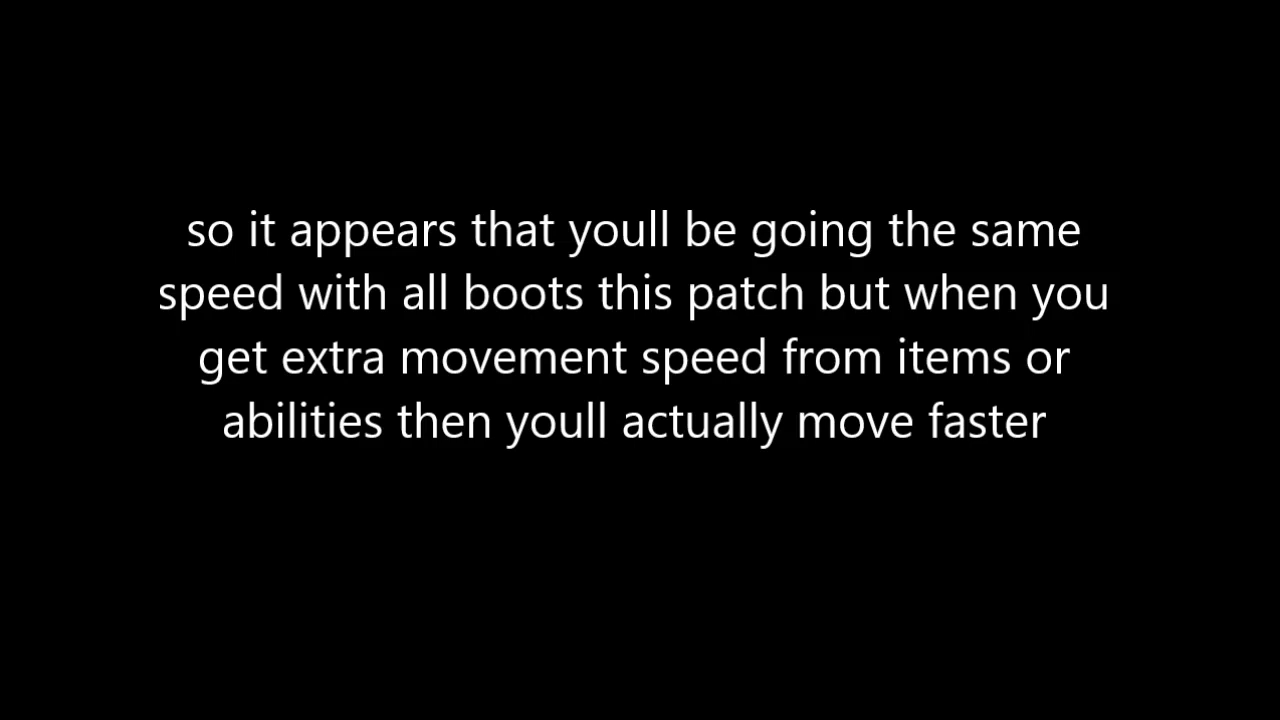 so it appears that youll be going the same
speed with all boots this patch but when you
get extra movement speed from items or
abilities then youll actually move faster